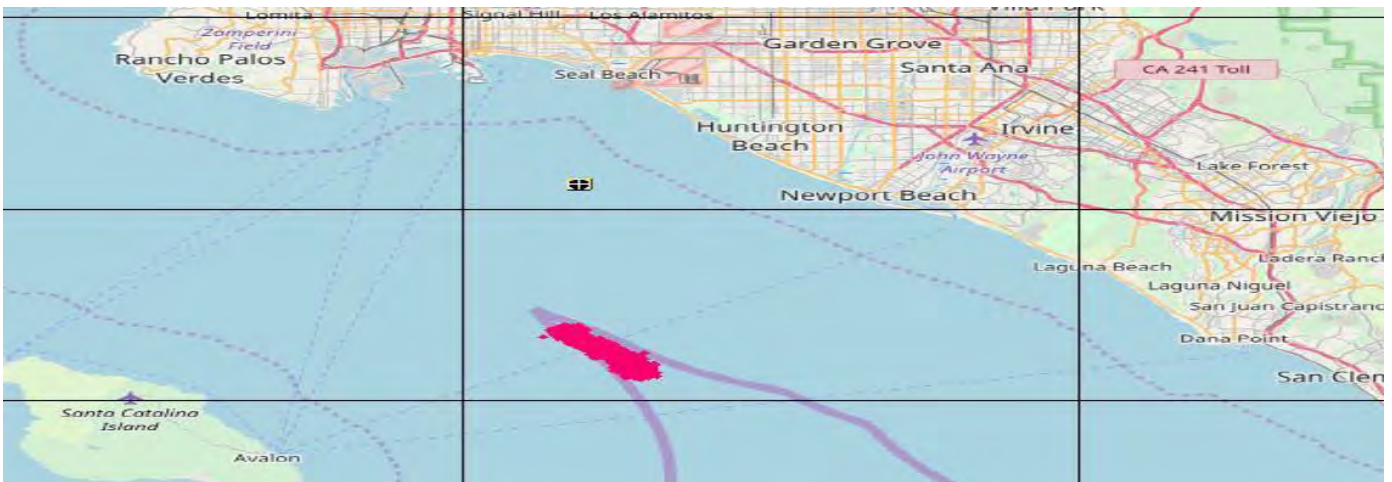 Lomita
Signal Hill
Los Alamitos
Zamperini
Field
Rancho Palos
Verdes
Seal Beach
Garden Grove
Santa Ana
CA 241 Toll
Huntington
Beach
Irvine
John Wayne
Airport
Lake Forest
Newport Beach
Mission Viejo
Laguna Beach
Ladera Ranc
Laguna Niguel
San Juan Capistrano
Dana Point
San Clen
Santa Catalina
Island
Avalon